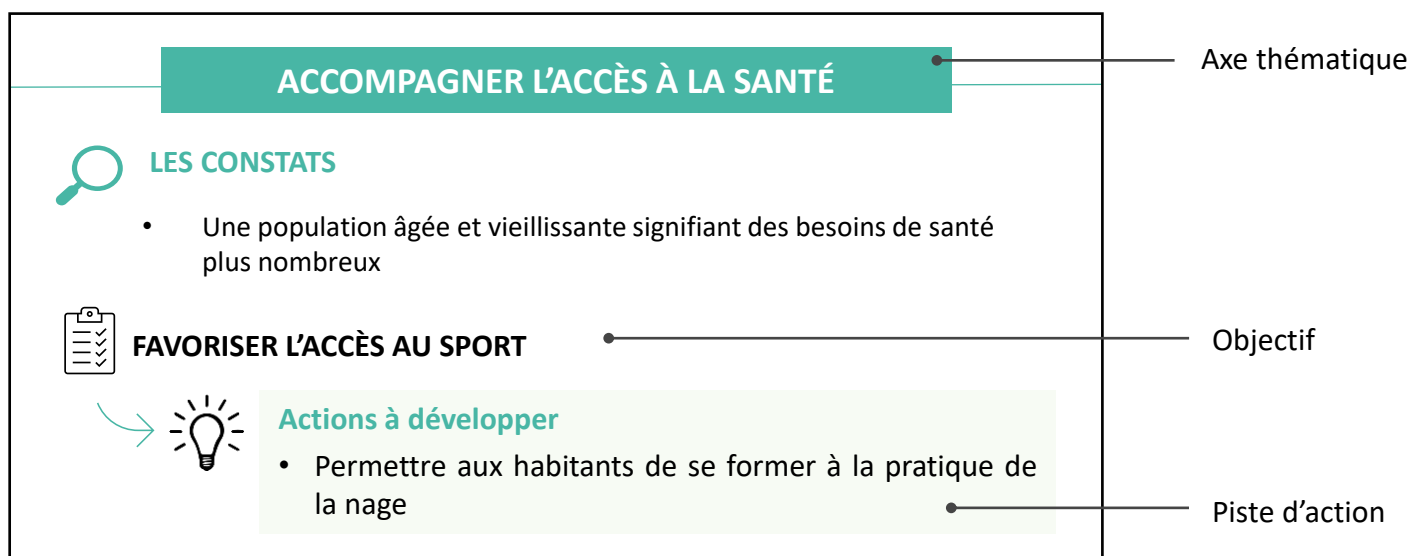 ACCOMPAGNER L'ACCÈS À LA SANTÉ
Axe thématique
LES CONSTATS
• Une population âgée et vieillissante signifiant des besoins de santé
plus nombreux
FAVORISER L'ACCÈS AU SPORT
Objectif
Actions à développer
• Permettre aux habitants de se former à la pratique de
la nage
Piste d'action